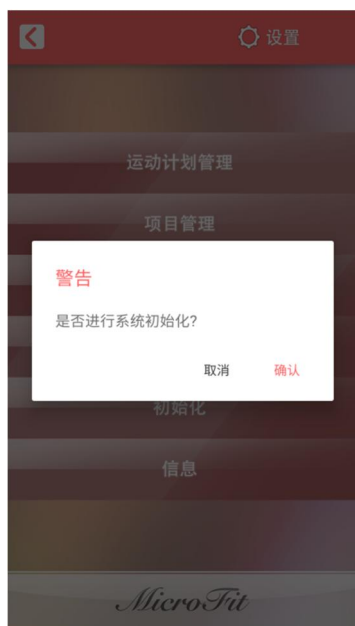 设置
运动计划管理
项目管理
警告
是否进行系统初始化?
取消 确认
初始化
信息
MicroFit